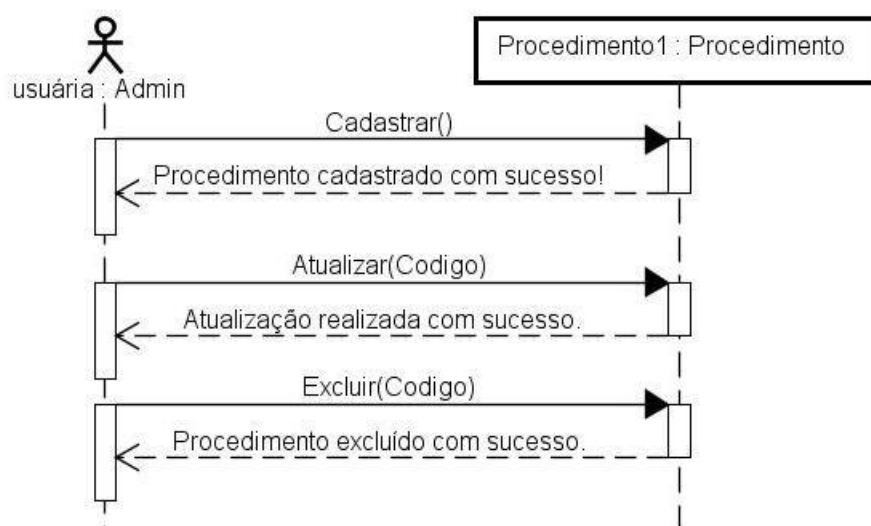 Procedimento1 : Procedimento
usuária : Admin
Cadastrar()
Procedimento cadastrado com sucesso!
Atualizar(Codigo)
Atualização realizada com sucesso.
Excluir(Codigo)
Procedimento excluído com sucesso.